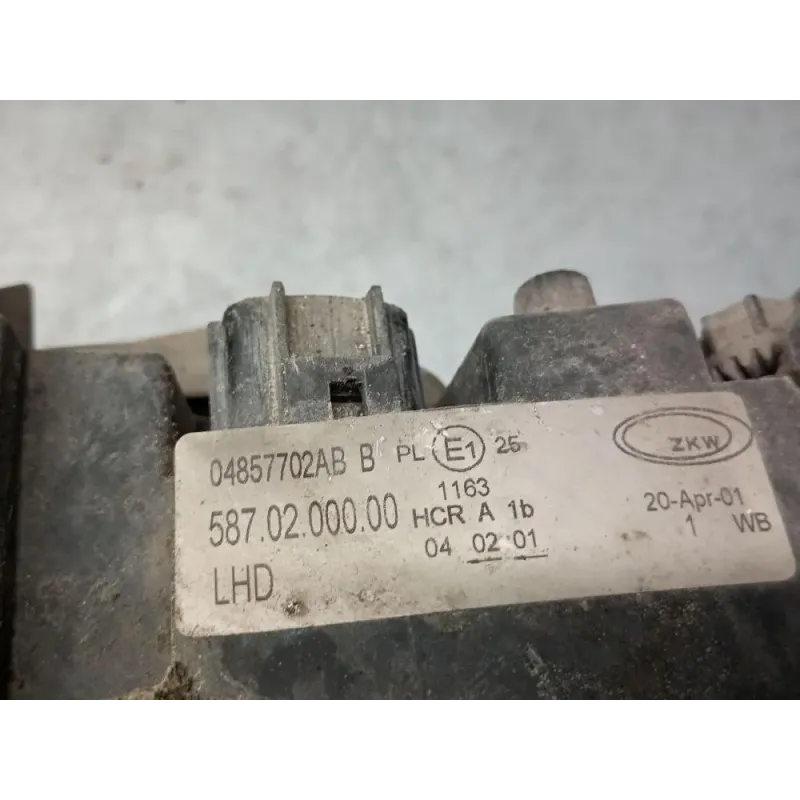 04857702AB B PL E1 25
1163
587.02.000.00 HCR A 1b
04 02 01
LHD
ZKW
20-Apr-01
1 WB